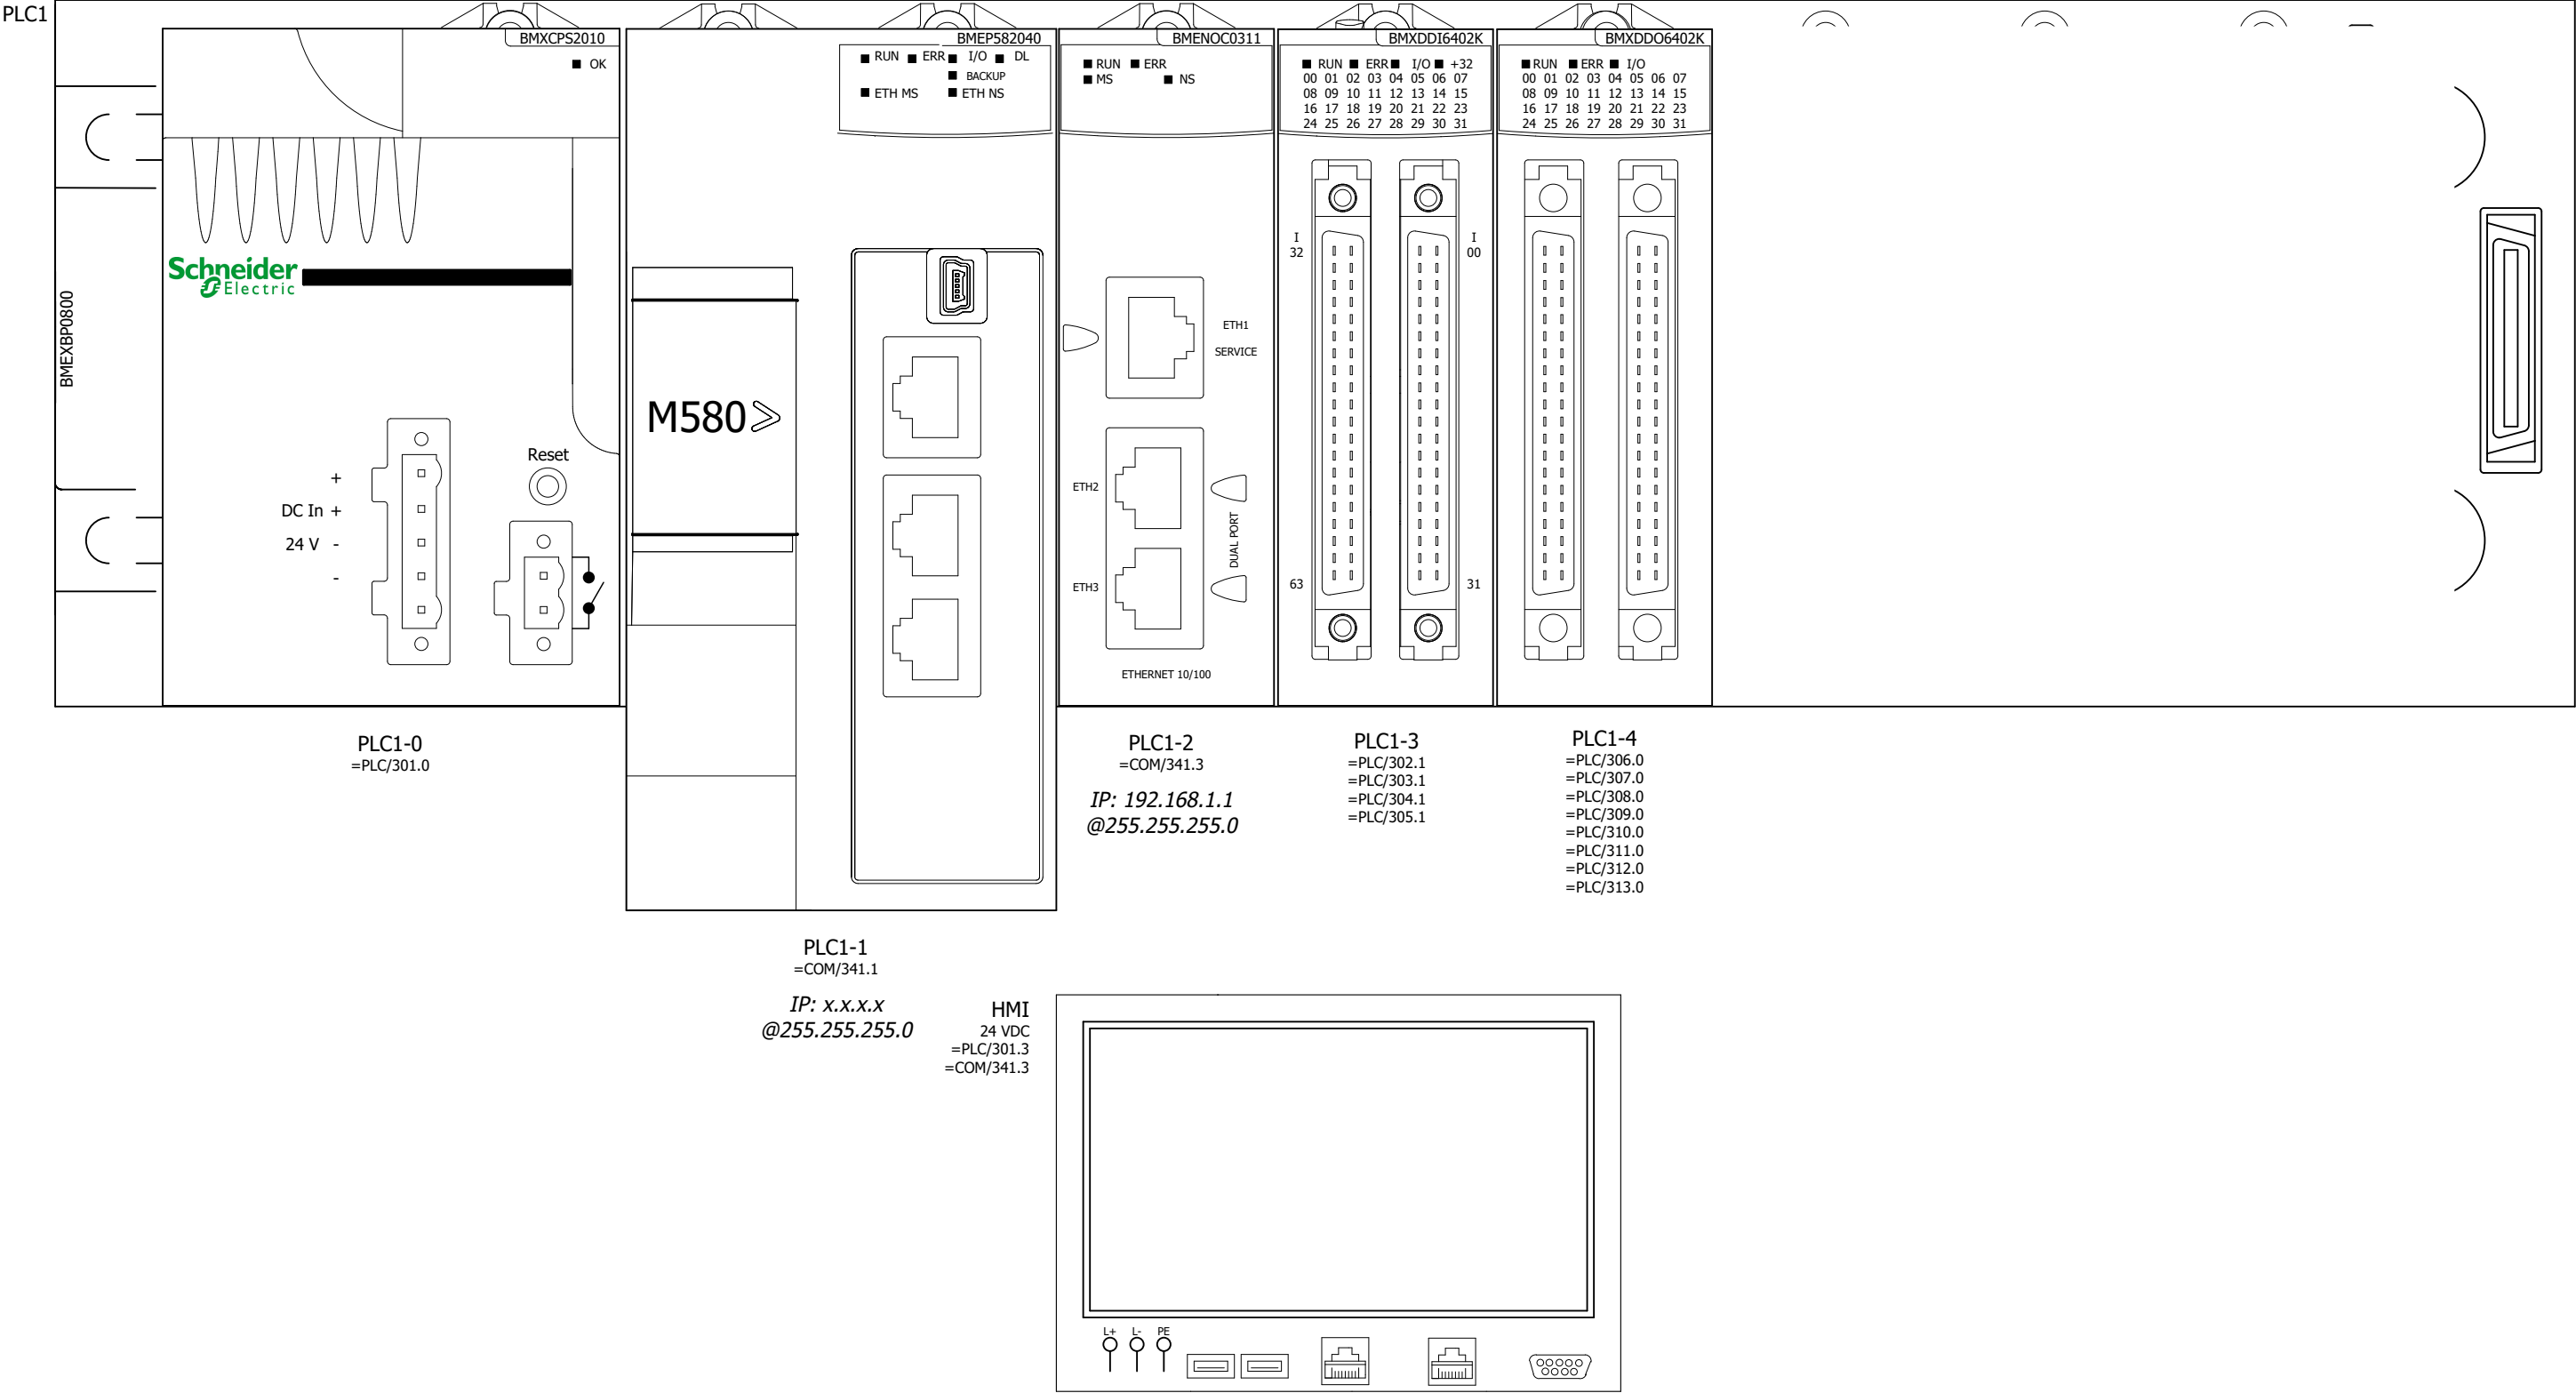 PLC1
BMEXBP0800
BMXCPS2010
OK
Schneider
Electric
Reset
+
DC In +
24 V -
-
PLC1-0
=PLC/301.0
BMEP582040
RUN ERR I/O DL
BACKUP
ETH MS ETH NS
M580
PLC1-1
=COM/341.1
IP: x.x.x.x
@255.255.255.0
BMENOC0311
RUN ERR
MS NS
ETH1
SERVICE
ETH2
DUAL PORT
ETH3
ETHERNET 10/100
PLC1-2
=COM/341.3
IP: 192.168.1.1
@255.255.255.0
BMXDDI6402K
RUN ERR I/O +32
00 01 02 03 04 05 06 07
08 09 10 11 12 13 14 15
16 17 18 19 20 21 22 23
24 25 26 27 28 29 30 31
I
32
I
00
63
31
PLC1-3
=PLC/302.1
=PLC/303.1
=PLC/304.1
=PLC/305.1
BMXDDO6402K
RUN ERR I/O
00 01 02 03 04 05 06 07
08 09 10 11 12 13 14 15
16 17 18 19 20 21 22 23
24 25 26 27 28 29 30 31
PLC1-4
=PLC/306.0
=PLC/307.0
=PLC/308.0
=PLC/309.0
=PLC/310.0
=PLC/311.0
=PLC/312.0
=PLC/313.0
HMI
24 VDC
=PLC/301.3
=COM/341.3
L+ L- PE